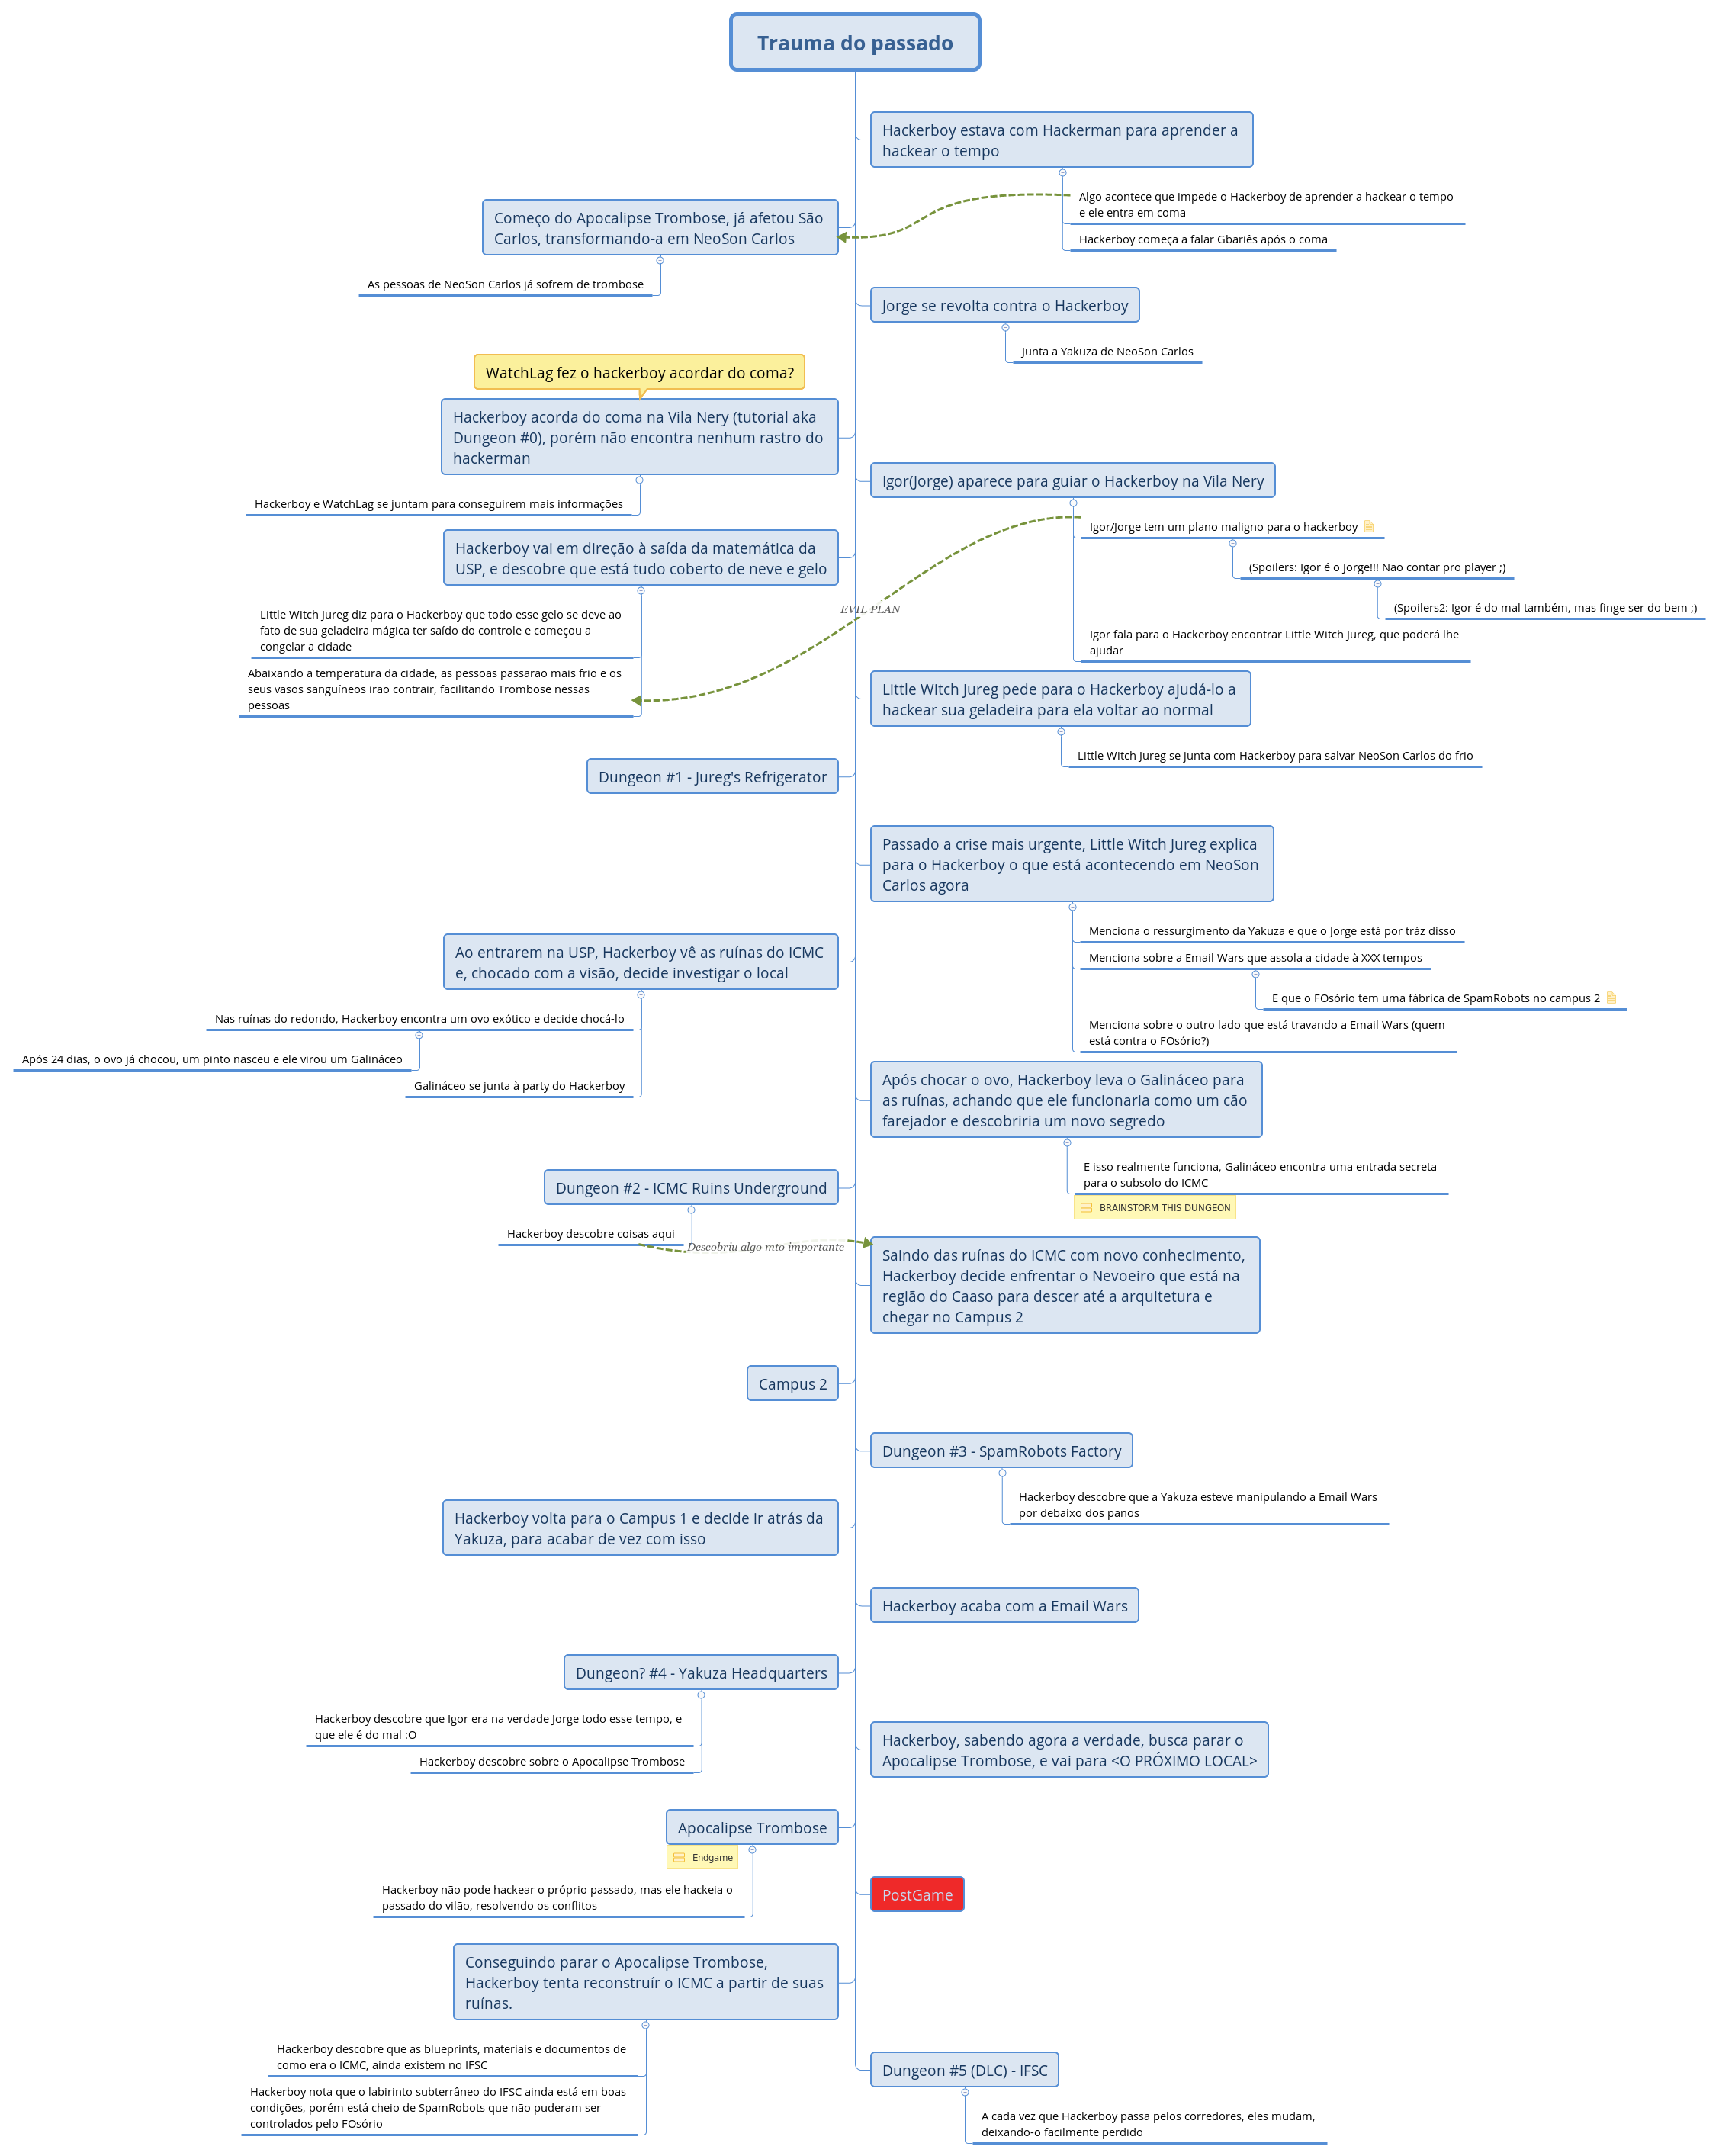 Trauma do passado
Hackerboy estava com Hackerman para aprender a
hackear o tempo
Algo acontece que impede o Hackerboy de aprender a hackear o tempo
e ele entra em coma
Hackerboy começa a falar Gbariês após o coma
Começo do Apocalipse Trombose, já afetou São
Carlos, transformando-a em NeoSon Carlos
As pessoas de NeoSon Carlos já sofrem de trombose
Jorge se revolta contra o Hackerboy
Junta a Yakuza de NeoSon Carlos
WatchLag fez o hackerboy acordar do coma?
Hackerboy acorda do coma na Vila Nery (tutorial aka
Dungeon #0), porém não encontra nenhum rastro do
hackerman
Hackerboy e WatchLag se juntam para conseguirem mais informações
Igor(Jorge) aparece para guiar o Hackerboy na Vila Nery
Igor/Jorge tem um plano maligno para o hackerboy
(Spoilers: Igor é o Jorge!!! Não contar pro player ;)
(Spoilers2: Igor é do mal também, mas finge ser do bem ;)
Igor fala para o Hackerboy encontrar Little Witch Jureg, que poderá lhe
ajudar
EVIL PLAN
Hackerboy vai em direção à saída da matemática da
USP, e descobre que está tudo coberto de neve e gelo
Little Witch Jureg diz para o Hackerboy que todo esse gelo se deve ao
fato de sua geladeira mágica ter saído do controle e começou a
congelar a cidade
Abaixando a temperatura da cidade, as pessoas passarão mais frio e os
seus vasos sanguíneos irão contrair, facilitando Trombose nessas
pessoas
Little Witch Jureg pede para o Hackerboy ajudá-lo a
hackear sua geladeira para ela voltar ao normal
Little Witch Jureg se junta com Hackerboy para salvar NeoSon Carlos do frio
Dungeon #1 - Jureg's Refrigerator
Passado a crise mais urgente, Little Witch Jureg explica
para o Hackerboy o que está acontecendo em NeoSon
Carlos agora
Menciona o ressurgimento da Yakuza e que o Jorge está por tráz disso
Menciona sobre a Email Wars que assola a cidade à XXX tempos
E que o FOsório tem uma fábrica de SpamRobots no campus 2
Menciona sobre o outro lado que está travando a Email Wars (quem
está contra o FOsório?)
Ao entrarem na USP, Hackerboy vê as ruínas do ICMC
e, chocado com a visão, decide investigar o local
Nas ruínas do redondo, Hackerboy encontra um ovo exótico e decide chocá-lo
Após 24 dias, o ovo já chocou, um pinto nasceu e ele virou um Galináceo
Galináceo se junta à party do Hackerboy
Após chocar o ovo, Hackerboy leva o Galináceo para
as ruínas, achando que ele funcionaria como um cão
farejador e descobriria um novo segredo
E isso realmente funciona, Galináceo encontra uma entrada secreta
para o subsolo do ICMC
BRAINSTORM THIS DUNGEON
Dungeon #2 - ICMC Ruins Underground
Hackerboy descobre coisas aqui
Descobriu algo mto importante
Saindo das ruínas do ICMC com novo conhecimento,
Hackerboy decide enfrentar o Nevoeiro que está na
região do Caaso para descer até a arquitetura e
chegar no Campus 2
Campus 2
Dungeon #3 - SpamRobots Factory
Hackerboy descobre que a Yakuza esteve manipulando a Email Wars
por debaixo dos panos
Hackerboy volta para o Campus 1 e decide ir atrás da
Yakuza, para acabar de vez com isso
Hackerboy acaba com a Email Wars
Dungeon? #4 - Yakuza Headquarters
Hackerboy descobre que Igor era na verdade Jorge todo esse tempo, e
que ele é do mal :O
Hackerboy descobre sobre o Apocalipse Trombose
Hackerboy, sabendo agora a verdade, busca parar o
Apocalipse Trombose, e vai para <O PRÓXIMO LOCAL>
Apocalipse Trombose
Endgame
Hackerboy não pode hackear o próprio passado, mas ele hackeia o
passado do vilão, resolvendo os conflitos
PostGame
Conseguindo parar o Apocalipse Trombose,
Hackerboy tenta reconstruír o ICMC a partir de suas
ruínas.
Hackerboy descobre que as blueprints, materiais e documentos de
como era o ICMC, ainda existem no IFSC
Hackerboy nota que o labirinto subterrâneo do IFSC ainda está em boas
condições, porém está cheio de SpamRobots que não puderam ser
controlados pelo FOsório
Dungeon #5 (DLC) - IFSC
A cada vez que Hackerboy passa pelos corredores, eles mudam,
deixando-o facilmente perdido